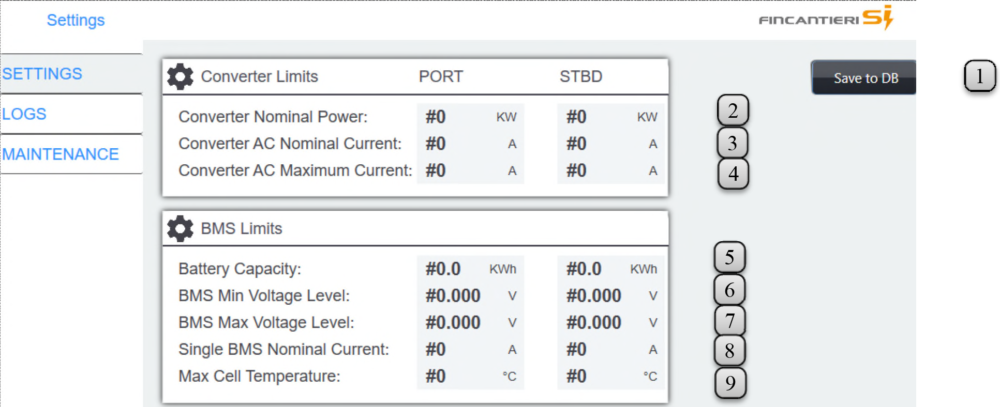 Settings
FINCANTIERI SI
SETTINGS
LOGS
MAINTENANCE
Converter Limits PORT STBD
Save to DB
1
Converter Nominal Power: #0 KW #0 KW
2
Converter AC Nominal Current: #0 A #0 A
3
Converter AC Maximum Current: #0 A #0 A
4
BMS Limits
Battery Capacity: #0.0 KWh #0.0 KWh
5
BMS Min Voltage Level: #0.000 V #0.000 V
6
BMS Max Voltage Level: #0.000 V #0.000 V
7
Single BMS Nominal Current: #0 A #0 A
8
Max Cell Temperature: #0 °C #0 °C
9